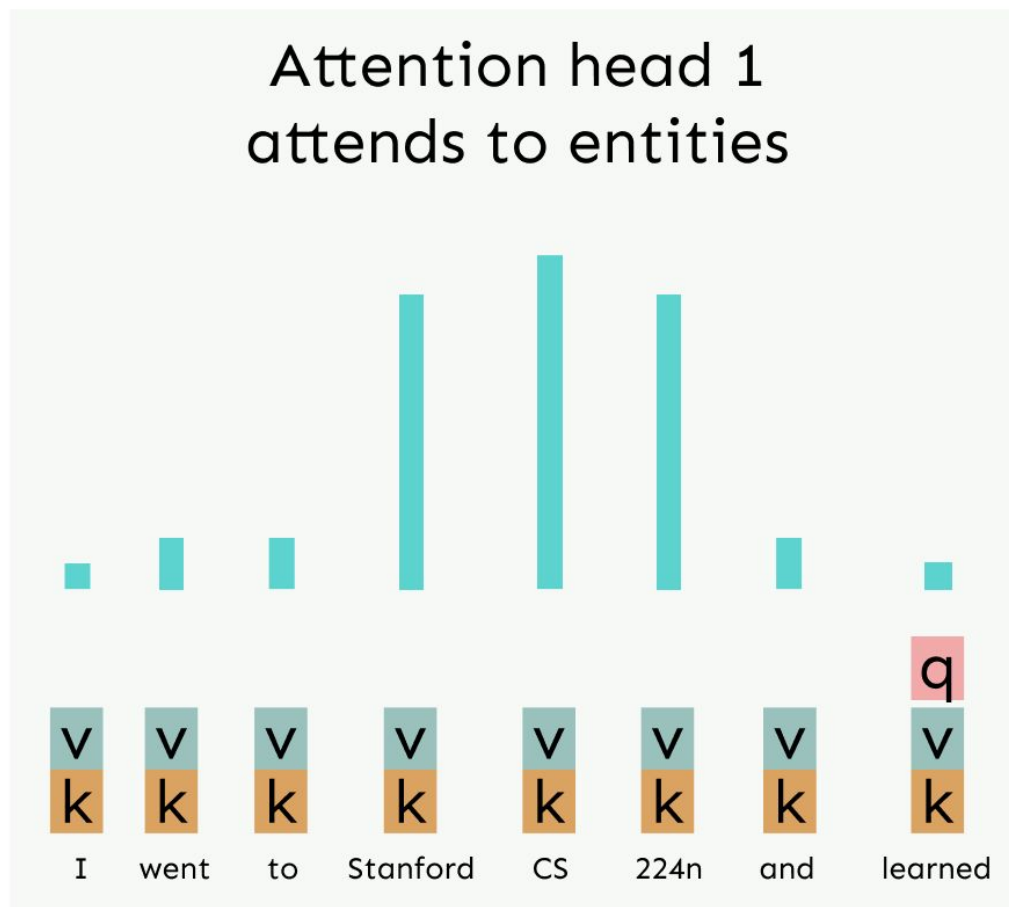 Attention head 1
attends to entities
q
v v v v v v v v
k k k k k k k k
I went to Stanford CS 224n and learned